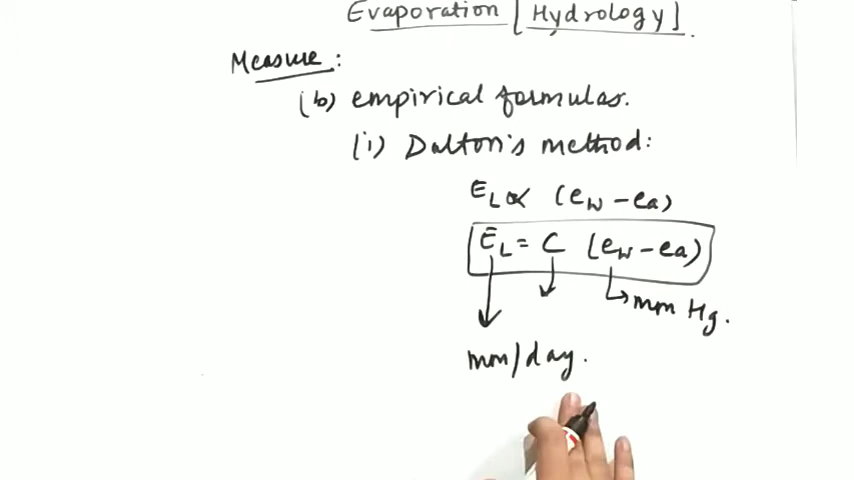 Evaporation [Hydrology].
Measure:
(b) empirical formulas.
(i) Dalton's method:
EL∝ (ew - ea)
EL = C (ew - ea)
mm Hg.
mm/day.